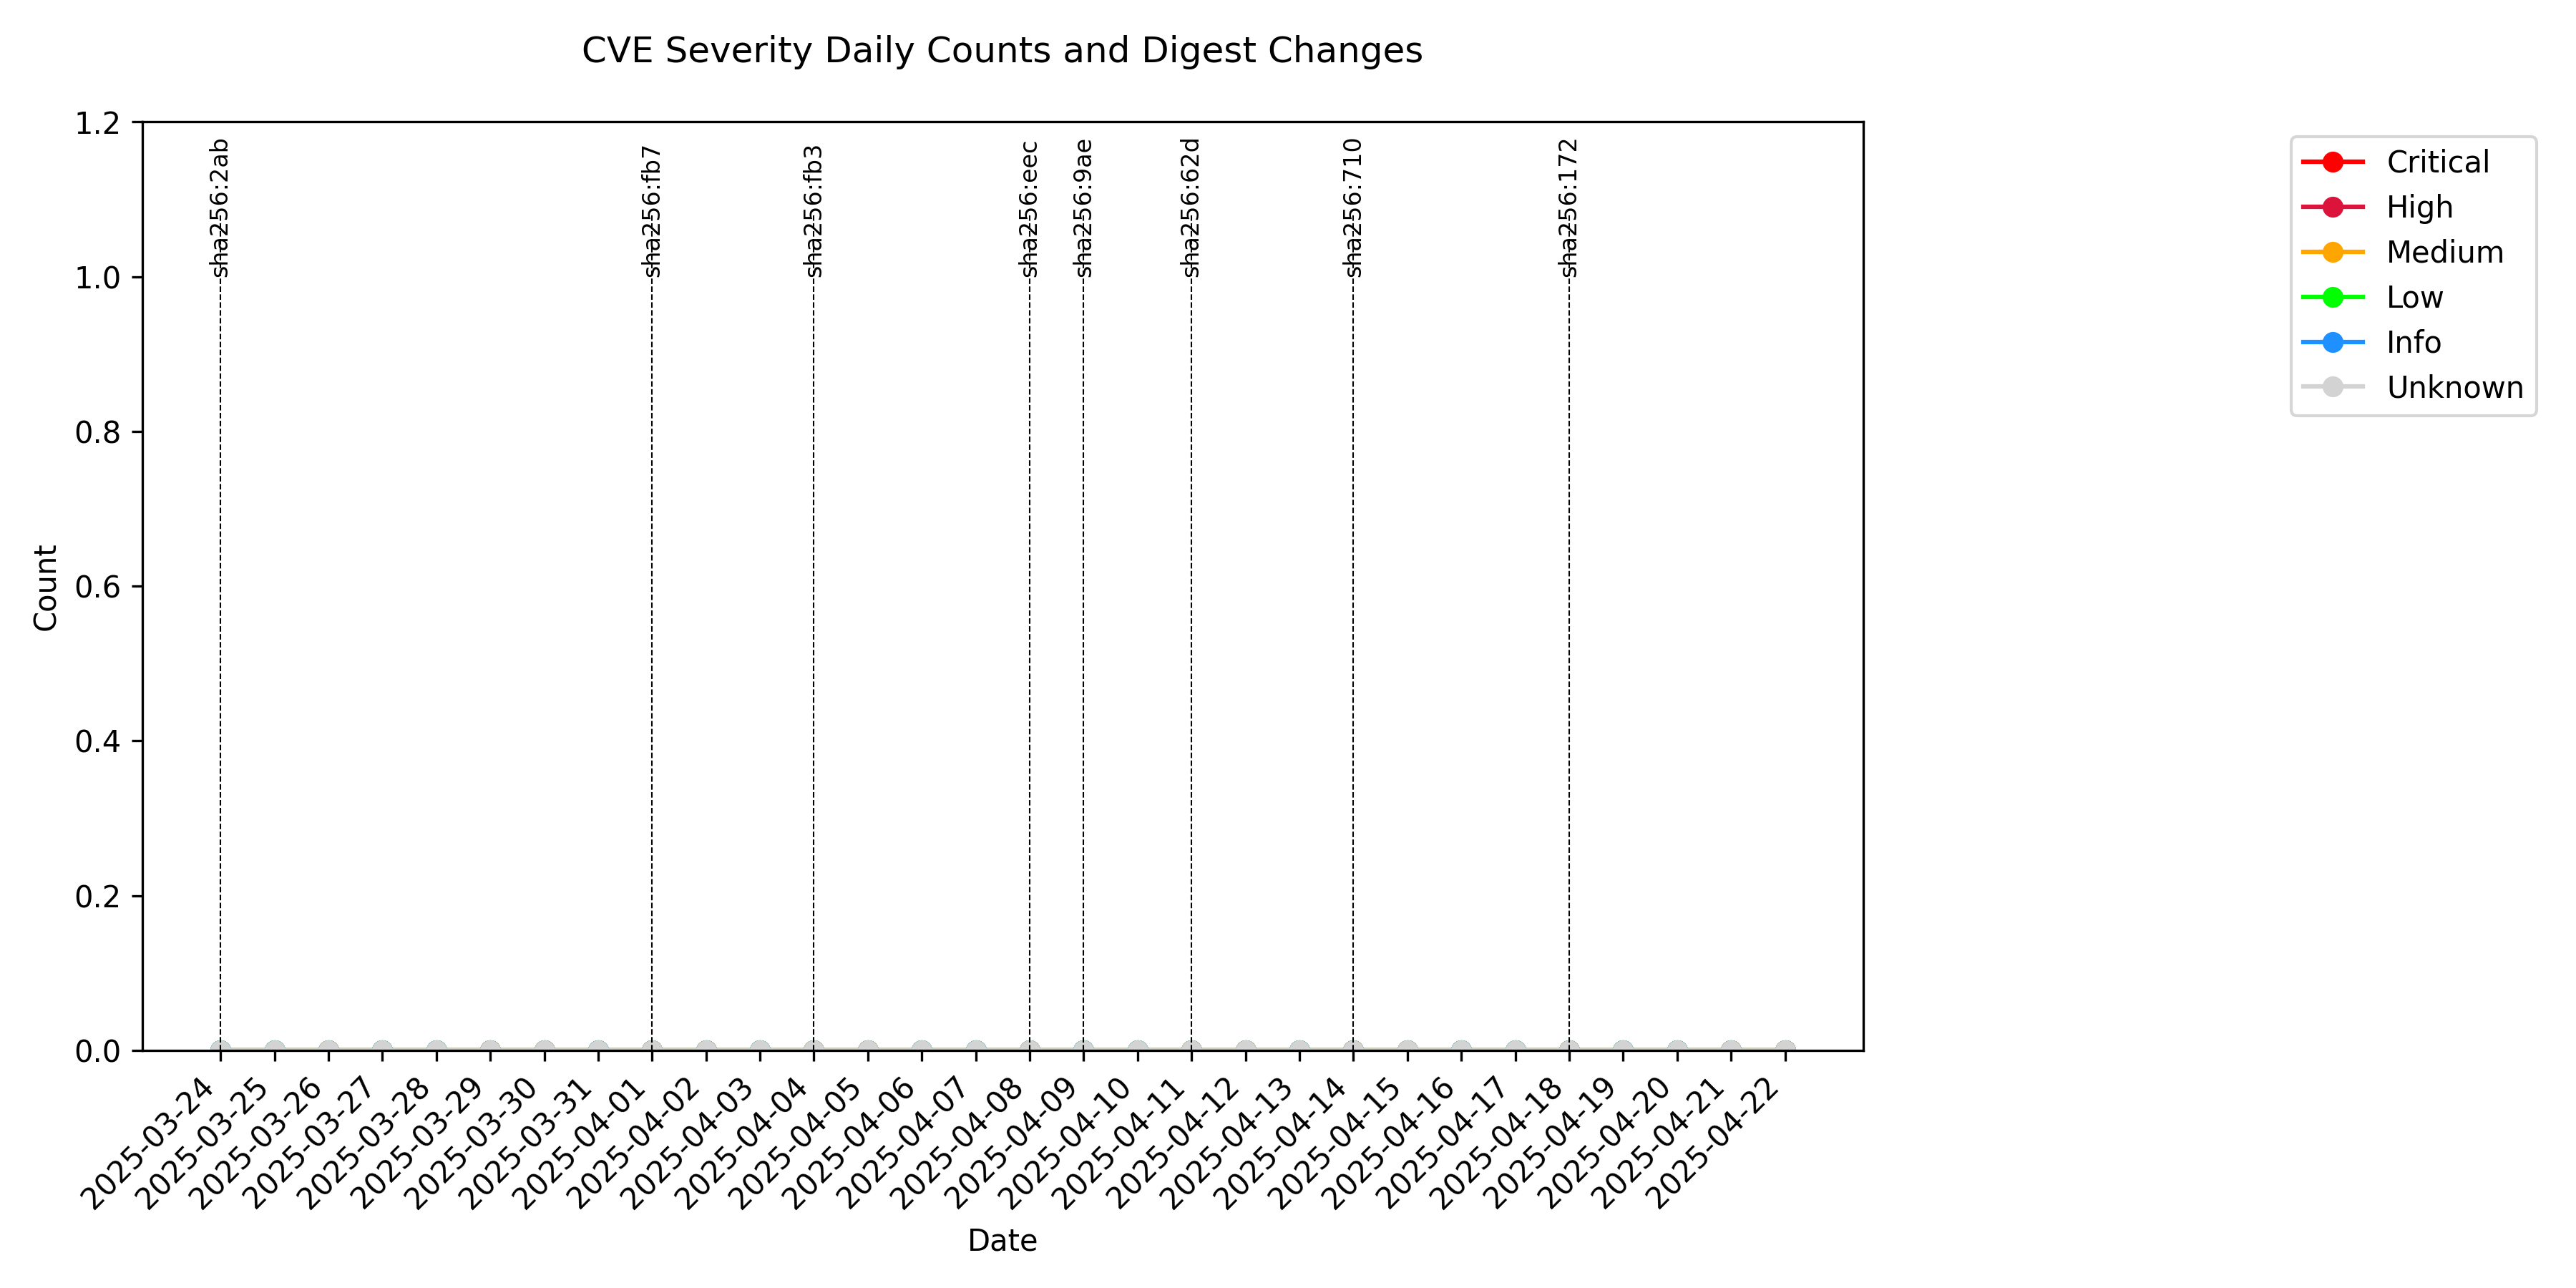 CVE Severity Daily Counts and Digest Changes
1.2
1.0
0.8
0.6
0.4
0.2
0.0
Count
sha256:2ab
sha256:fb7
sha256:fb3
sha256:eec
sha256:9ae
sha256:62d
sha256:710
sha256:172
Critical
High
Medium
Low
Info
Unknown
2025-03-24
2025-03-25
2025-03-26
2025-03-27
2025-03-28
2025-03-29
2025-03-30
2025-03-31
2025-04-01
2025-04-02
2025-04-03
2025-04-04
2025-04-05
2025-04-06
2025-04-07
2025-04-08
2025-04-09
2025-04-10
2025-04-11
2025-04-12
2025-04-13
2025-04-14
2025-04-15
2025-04-16
2025-04-17
2025-04-18
2025-04-19
2025-04-20
2025-04-21
2025-04-22
Date